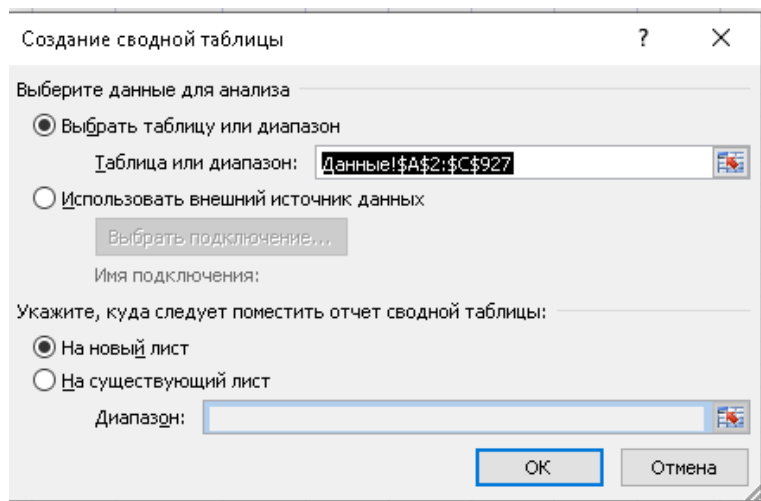 Создание сводной таблицы ? ×
Выберите данные для анализа
Выбрать таблицу или диапазон
Таблица или диапазон: Данные!$A$2:$C$927
Использовать внешний источник данных
Выбрать подключение...
Имя подключения:
Укажите, куда следует поместить отчет сводной таблицы:
На новый лист
На существующий лист
Диапазон:
ОК Отмена